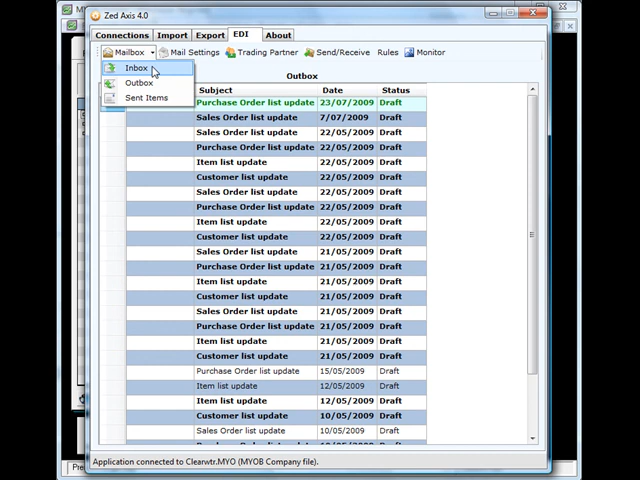 Zed Axis 4.0
Connections Import Export EDI About
Mailbox Mail Settings Trading Partner Send/Receive Rules Monitor
Inbox
Outbox
Sent Items
Outbox
Subject Date Status
Purchase Order list update 23/07/2009 Draft
Sales Order list update 7/07/2009 Draft
Sales Order list update 22/05/2009 Draft
Purchase Order list update 22/05/2009 Draft
Item list update 22/05/2009 Draft
Customer list update 22/05/2009 Draft
Sales Order list update 22/05/2009 Draft
Purchase Order list update 22/05/2009 Draft
Item list update 22/05/2009 Draft
Customer list update 22/05/2009 Draft
Sales Order list update 21/05/2009 Draft
Purchase Order list update 21/05/2009 Draft
Item list update 21/05/2009 Draft
Customer list update 21/05/2009 Draft
Sales Order list update 21/05/2009 Draft
Purchase Order list update 21/05/2009 Draft
Item list update 21/05/2009 Draft
Customer list update 21/05/2009 Draft
Purchase Order list update 15/05/2009 Draft
Item list update 12/05/2009 Draft
Item list update 12/05/2009 Draft
Customer list update 10/05/2009 Draft
Sales Order list update 10/05/2009 Draft
Application connected to Clearwtr.MYO (MYOB Company file).